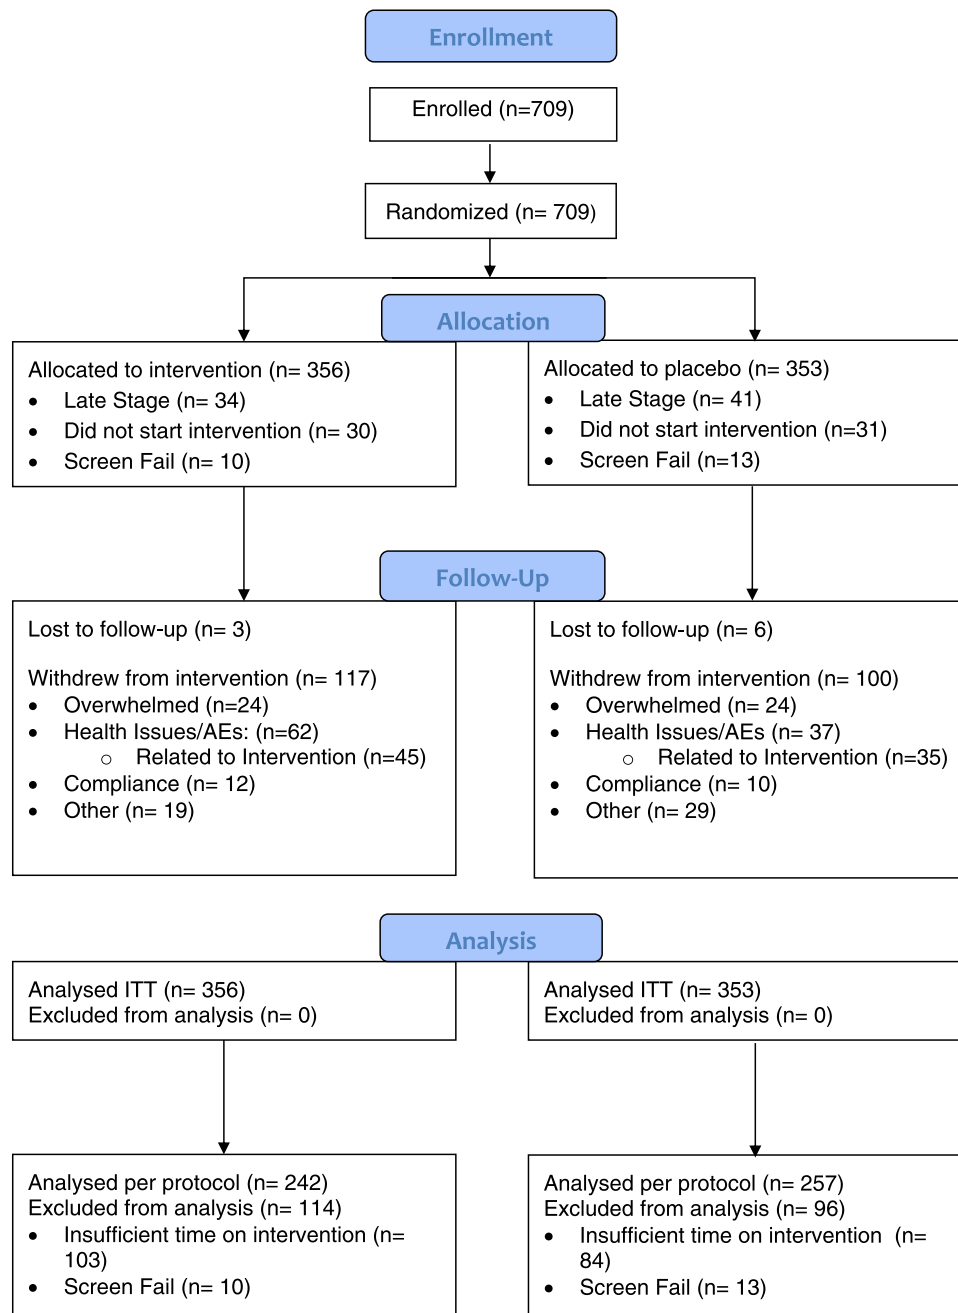 Enrollment
Enrolled (n=709)
Randomized (n= 709)
Allocation
Allocated to intervention (n= 356)
• Late Stage (n= 34)
• Did not start intervention (n= 30)
• Screen Fail (n= 10)
Allocated to placebo (n= 353)
• Late Stage (n= 41)
• Did not start intervention (n=31)
• Screen Fail (n=13)
Follow-Up
Lost to follow-up (n= 3)
Withdrew from intervention (n= 117)
• Overwhelmed (n=24)
• Health Issues/AEs: (n=62)
o Related to Intervention (n=45)
• Compliance (n= 12)
• Other (n= 19)
Lost to follow-up (n= 6)
Withdrew from intervention (n= 100)
• Overwhelmed (n= 24)
• Health Issues/AEs (n= 37)
o Related to Intervention (n=35)
• Compliance (n= 10)
• Other (n= 29)
Analysis
Analysed ITT (n= 356)
Excluded from analysis (n= 0)
Analysed ITT (n= 353)
Excluded from analysis (n= 0)
Analysed per protocol (n= 242)
Excluded from analysis (n= 114)
• Insufficient time on intervention (n=
103)
• Screen Fail (n= 10)
Analysed per protocol (n= 257)
Excluded from analysis (n= 96)
• Insufficient time on intervention (n=
84)
• Screen Fail (n= 13)